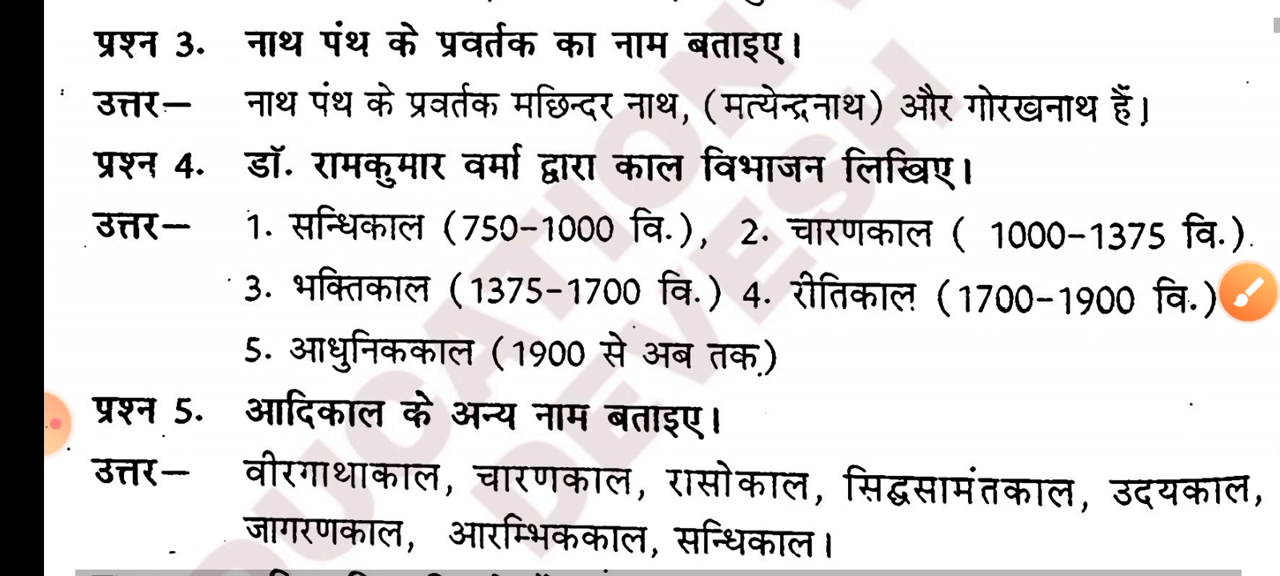 प्रश्न 3. नाथ पंथ के प्रवर्तक का नाम बताइए।
उत्तर— नाथ पंथ के प्रवर्तक मछिन्दर नाथ, (मत्येन्द्रनाथ) और गोरखनाथ हैं।
प्रश्न 4. डॉ. रामकुमार वर्मा द्वारा काल विभाजन लिखिए।
उत्तर— 1. सन्धिकाल (750-1000 वि.), 2. चारणकाल ( 1000-1375 वि.).
3. भक्तिकाल (1375-1700 वि.) 4. रीतिकाल (1700-1900 वि.)
5. आधुनिककाल (1900 से अब तक)
प्रश्न 5. आदिकाल के अन्य नाम बताइए।
उत्तर— वीरगाथाकाल, चारणकाल, रासोकाल, सिद्धसामंतकाल, उदयकाल,
जागरणकाल, आरम्भिककाल, सन्धिकाल।
EDUCATION
DEVESH